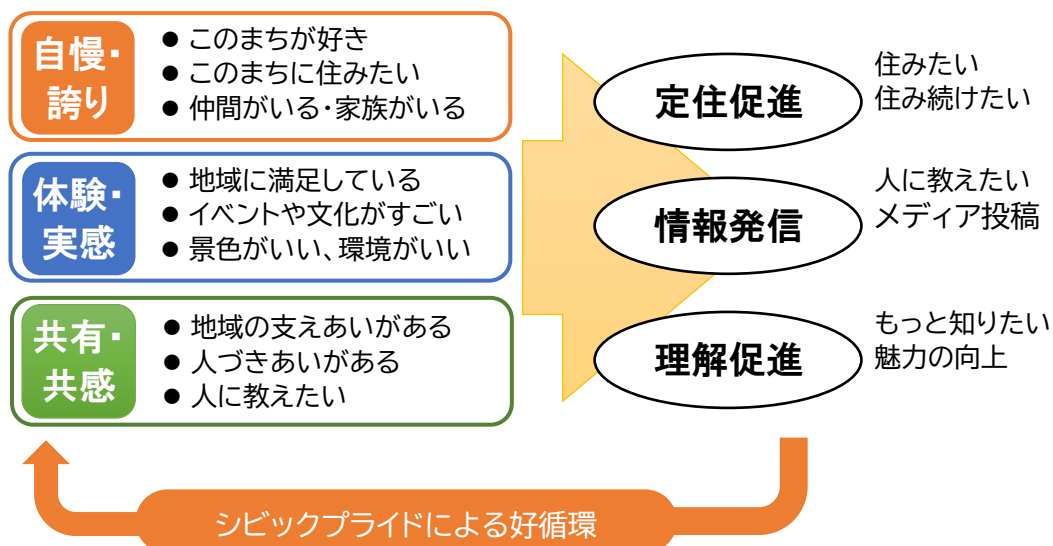 自慢・
誇り
● このまちが好き
● このまちに住みたい
● 仲間がいる・家族がいる
体験・
実感
● 地域に満足している
● イベントや文化がすごい
● 景色がいい、環境がいい
共有・
共感
● 地域の支えあいがある
● 人づきあいがある
● 人に教えたい
定住促進
住みたい
住み続けたい
情報発信
人に教えたい
メディア投稿
理解促進
もっと知りたい
魅力の向上
シビックプライドによる好循環